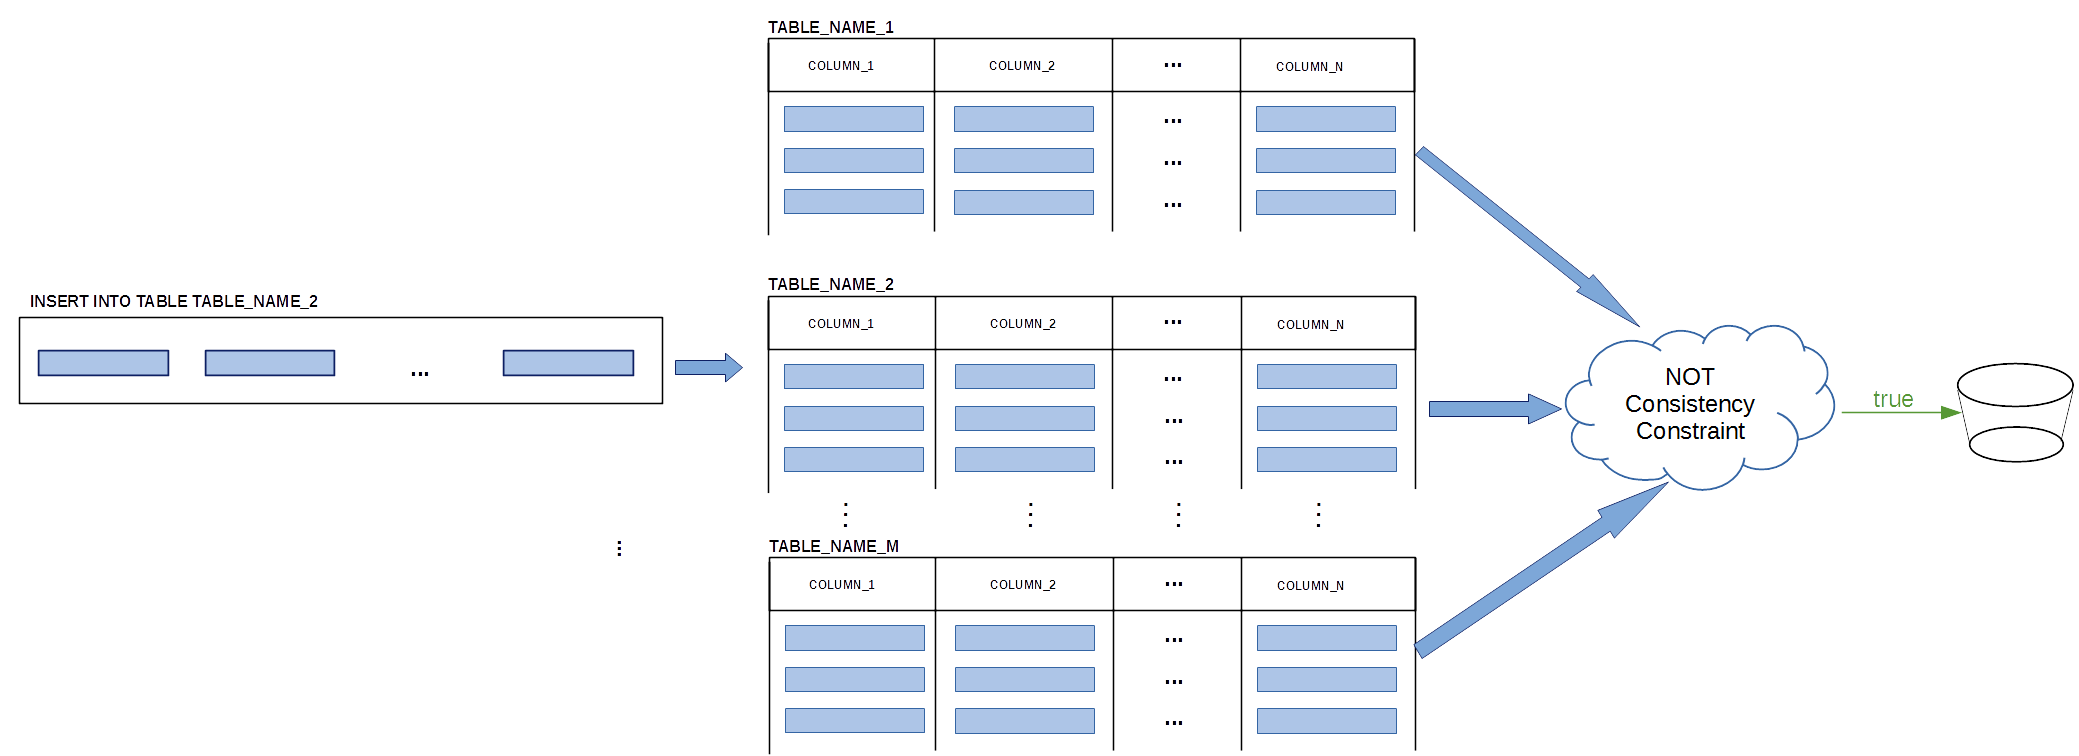 TABLE_NAME_1
COLUMN_1 COLUMN_2 ... COLUMN_N
...
...
...
INSERT INTO TABLE TABLE_NAME_2
...
TABLE_NAME_2
COLUMN_1 COLUMN_2 ... COLUMN_N
...
...
...
TABLE_NAME_M
COLUMN_1 COLUMN_2 ... COLUMN_N
...
...
...
NOT
Consistency
Constraint
true